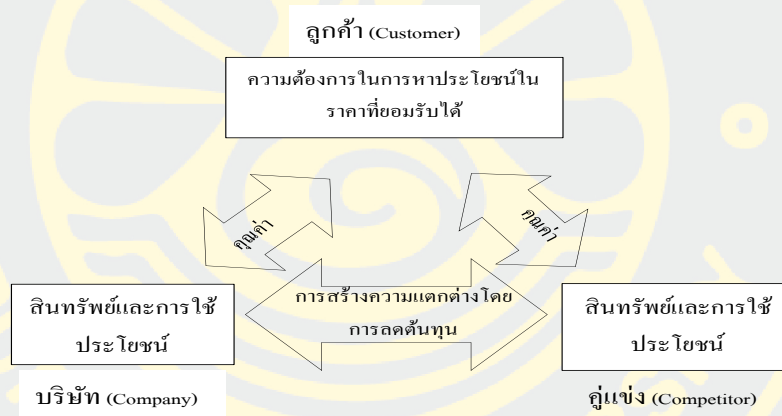 ลูกค้า (Customer)
ความต้องการในการหาประโยชน์ใน
ราคาที่ยอมรับได้
คุณค่า
คุณค่า
การสร้างความแตกต่างโดย
การลดต้นทุน
สินทรัพย์และการใช้
ประโยชน์
สินทรัพย์และการใช้
ประโยชน์
บริษัท (Company)
คู่แข่ง (Competitor)